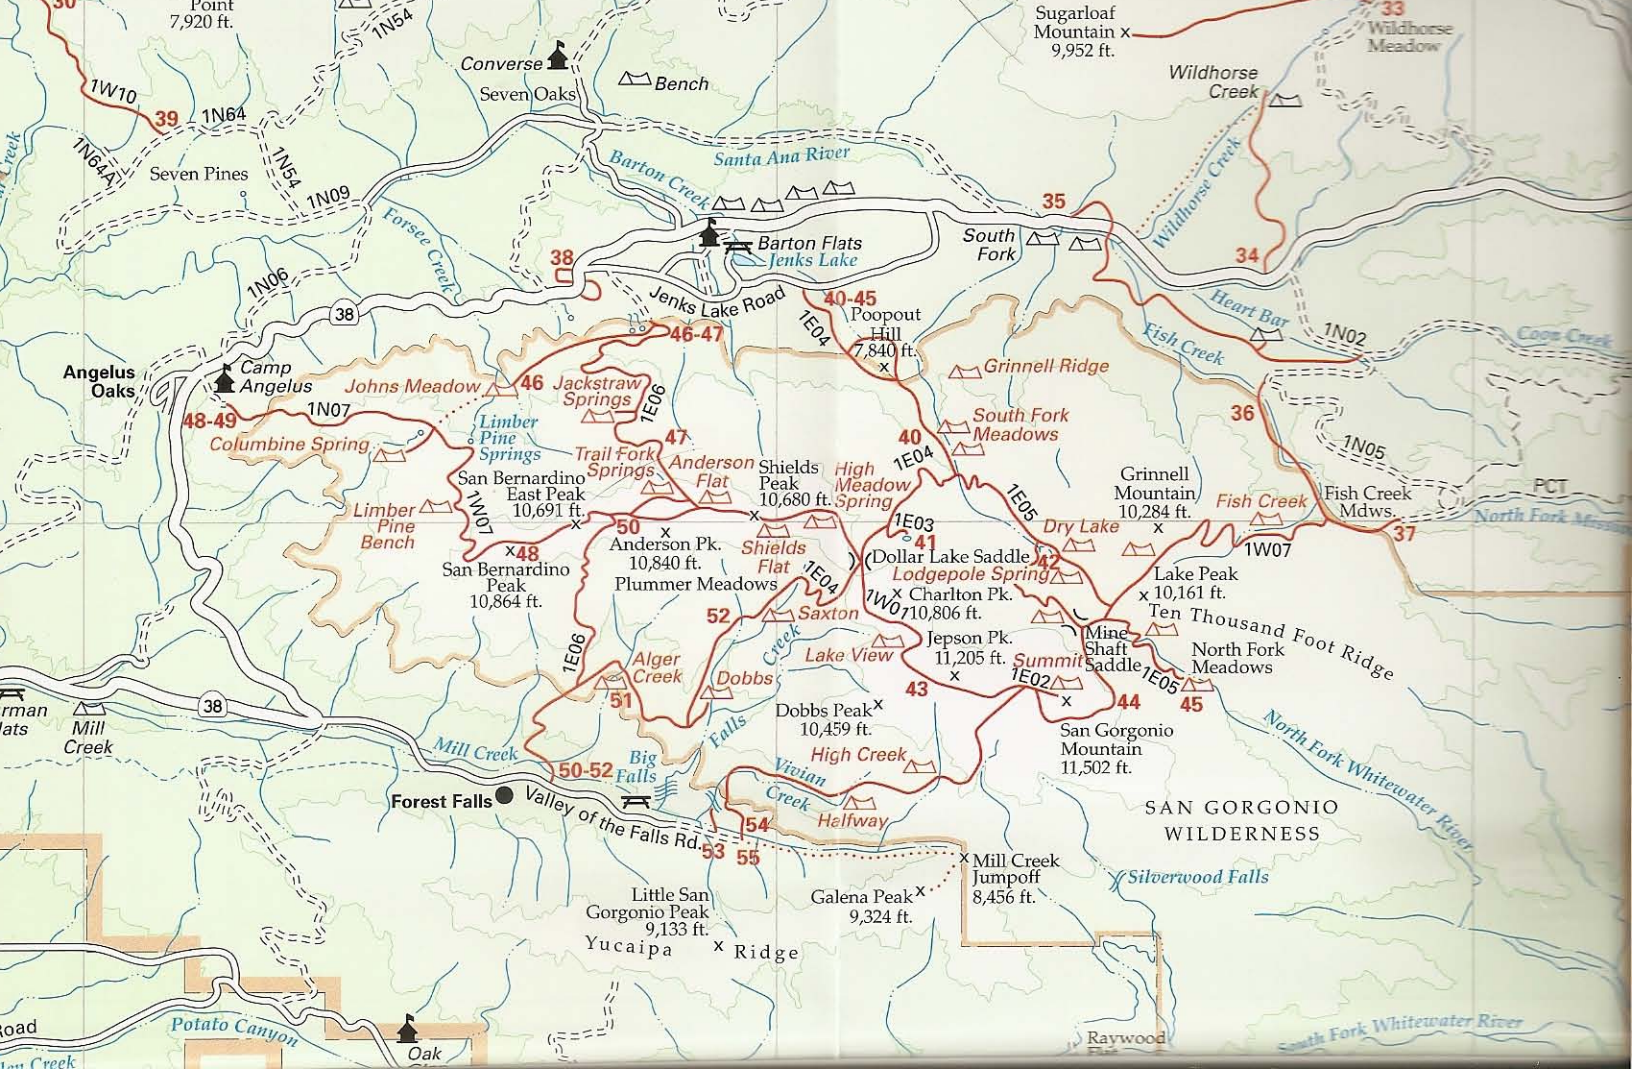 30
Point
7,920 ft.
1N54
Sugarloaf
Mountain
9,952 ft.
33
Wildhorse
Meadow
Converse
Bench
Wildhorse
Creek
1W10
39
1N64
Seven Oaks
1N64A
Seven Pines
1N54
Creek
Barton Creek
Santa Ana River
Wildhorse Creek
1N09
Forsee Creek
35
South
Fork
34
38
Barton Flats
Jenks Lake
1N06
38
Jenks Lake Road
40-45
Poopout
Hill
7,840 ft.
1E04
Heart Bar
Fish Creek
1N02
Coon Creek
46-47
Angelus
Oaks
Camp
Angelus
Johns Meadow
46
Jackstraw
Springs
1E06
Grinnell Ridge
36
48-49
1N07
Columbine Spring
Limber
Pine
Springs
47
40
1E04
South Fork
Meadows
1N05
Trail Fork
Springs
Anderson
Flat
Shields
Peak
10,680 ft.
High
Meadow
Spring
San Bernardino
East Peak
10,691 ft.
1E05
Grinnell
Mountain
10,284 ft.
Fish Creek
Fish Creek
Mdws.
PCT
Limber
Pine
Bench
1W07
50
1E03
41
Dry Lake
1W07
37
North Fork
48
San Bernardino
Peak
10,864 ft.
Anderson Pk.
10,840 ft.
Shields
Flat
Dollar Lake Saddle
42
Lodgepole Spring
Plummer Meadows
1E04
Charlton Pk.
10,806 ft.
Lake Peak
10,161 ft.
52
Saxton
1W07
Ten Thousand Foot Ridge
Mine
Shaft
Saddle
1E06
Alger
Creek
Lake View
Jepson Pk.
11,205 ft.
Summit
1E02
North Fork
Meadows
1E05
Dobbs
43
44
45
51
Falls Creek
Dobbs Peak
10,459 ft.
San Gorgonio
Mountain
11,502 ft.
North Fork Whitewater River
38
Mill
Creek
Mill Creek
Big
Falls
High Creek
Vivian
Creek
50-52
Forest Falls
Valley of the Falls Rd.
Halfway
SAN GORGONIO
WILDERNESS
54
53
55
Mill Creek
Jumpoff
8,456 ft.
Silverwood Falls
Galena Peak
9,324 ft.
Little San
Gorgonio Peak
9,133 ft.
Yucaipa Ridge
Potato Canyon
Oak
Raywood
South Fork Whitewater River
Creek